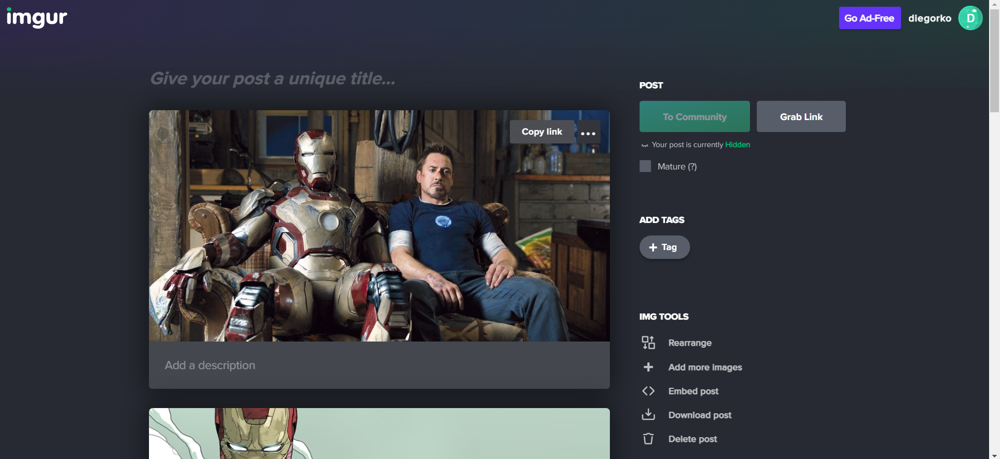 imgur
Go Ad-Free
diegorko
D
Give your post a unique title...
Copy link
POST
To Community
Grab Link
Your post is currently Hidden
Mature (?)
ADD TAGS
Tag
IMG TOOLS
Add a description
Rearrange
Add more images
Embed post
Download post
Delete post